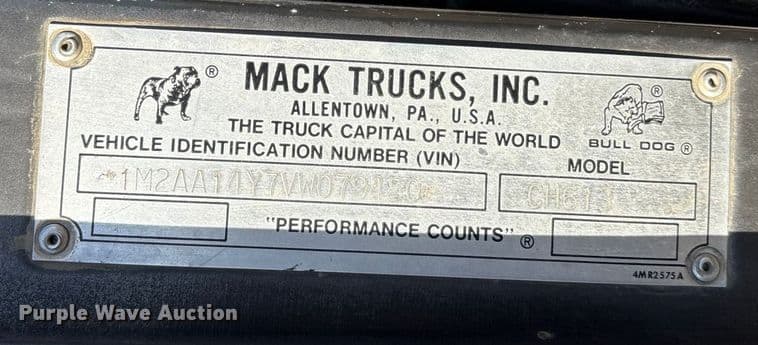 MACK TRUCKS, INC.
ALLENTOWN, PA., U.S.A.
THE TRUCK CAPITAL OF THE WORLD
BULL DOG ®
VEHICLE IDENTIFICATION NUMBER (VIN)
MODEL
CH613
"PERFORMANCE COUNTS" ®
4MR2575A
Purple Wave Auction